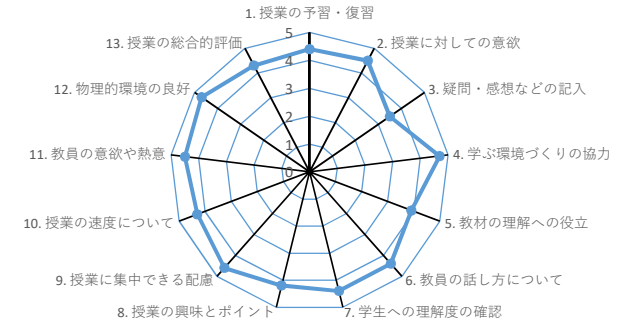 1. 授業の予習・復習
2. 授業に対しての意欲
3. 疑問・感想などの記入
4. 学ぶ環境づくりの協力
5. 教材の理解への役立
6. 教員の話し方について
7. 学生への理解度の確認
8. 授業の興味とポイント
9. 授業に集中できる配慮
10. 授業の速度について
11. 教員の意欲や熱意
12. 物理的環境の良好
13. 授業の総合的評価
5
4
3
2
1
0